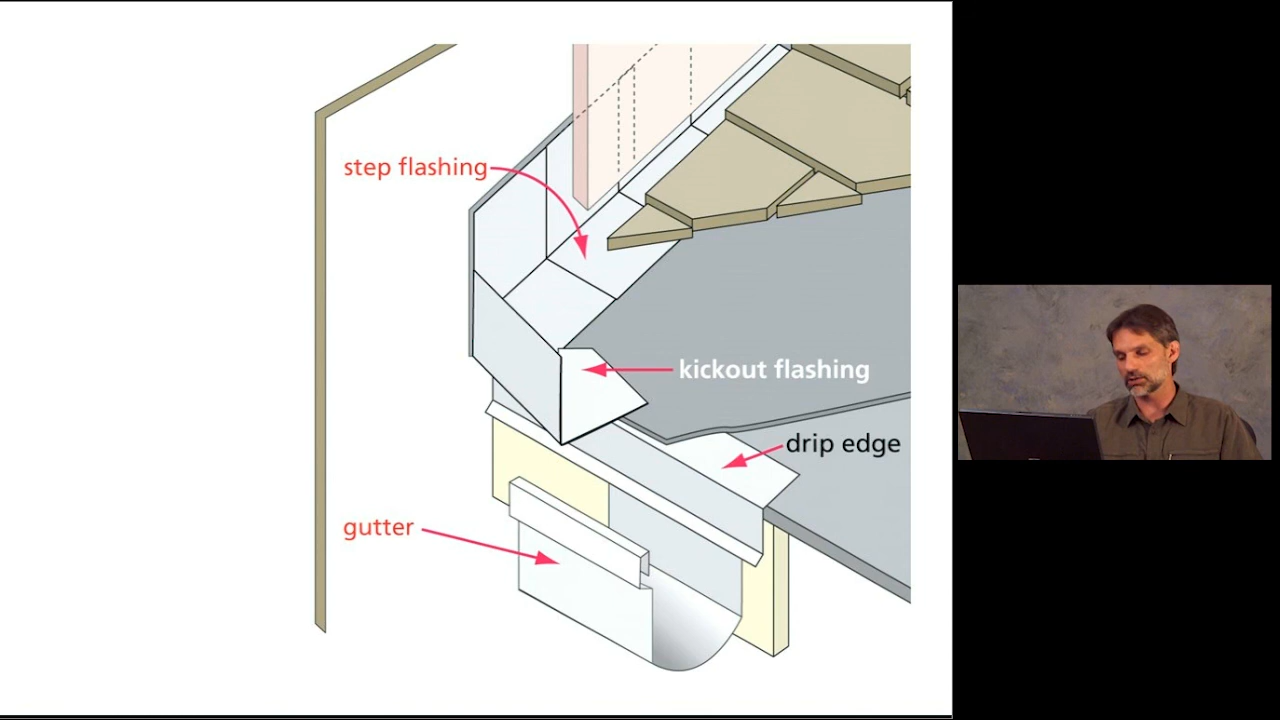 step flashing
kickout flashing
drip edge
gutter